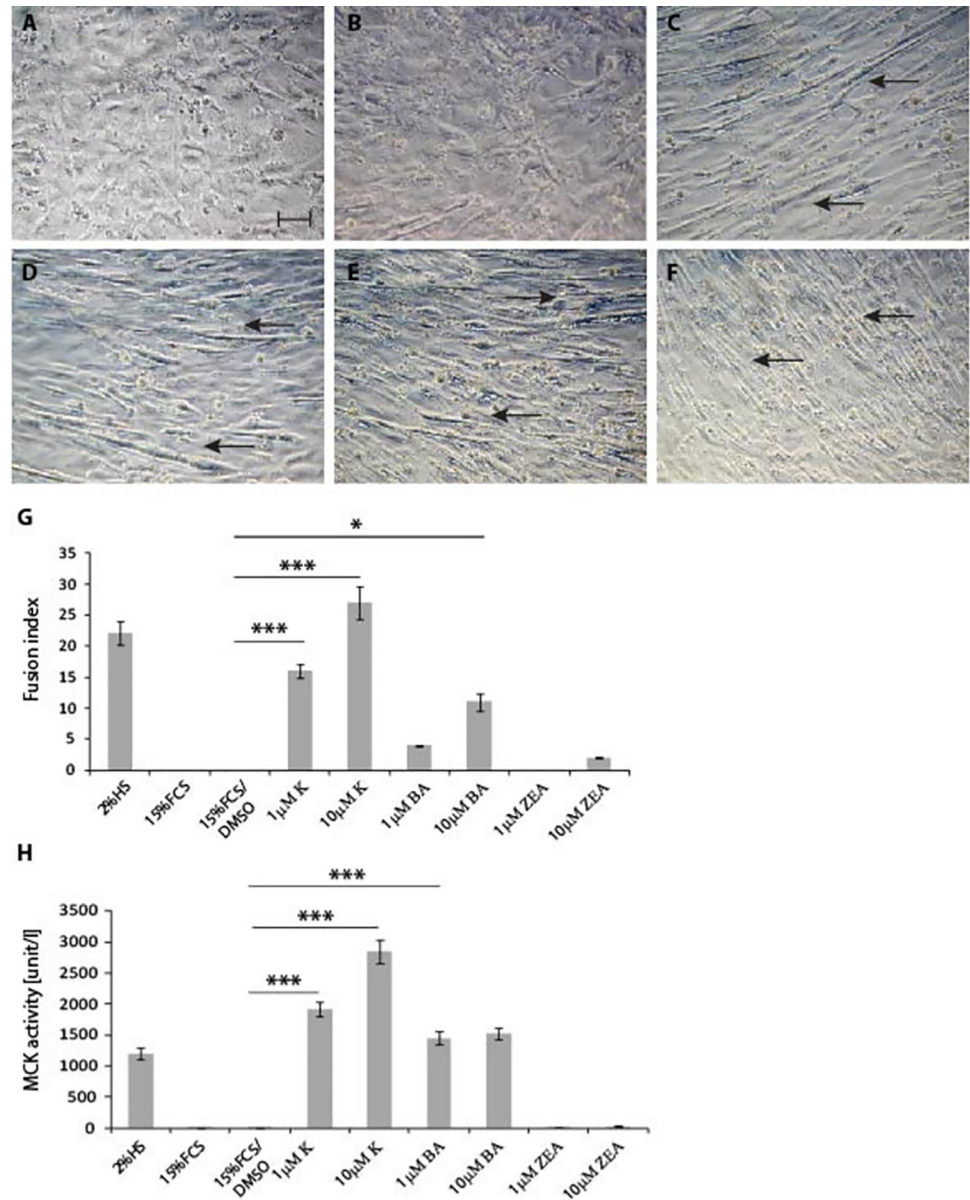 A
B
C
D
E
F
G
*
***
***
35
30
25
20
15
10
5
0
Fusion index
2%HS
15%FCS
15%FCS/
DMSO
1µM K
10µM K
1µM BA
10µM BA
1µM ZEA
10µM ZEA
H
***
***
***
3500
3000
2500
2000
1500
1000
500
0
MCK activity [unit/l]
2%HS
15%FCS
15%FCS/
DMSO
1µM K
10µM K
1µM BA
10µM BA
1µM ZEA
10µM ZEA